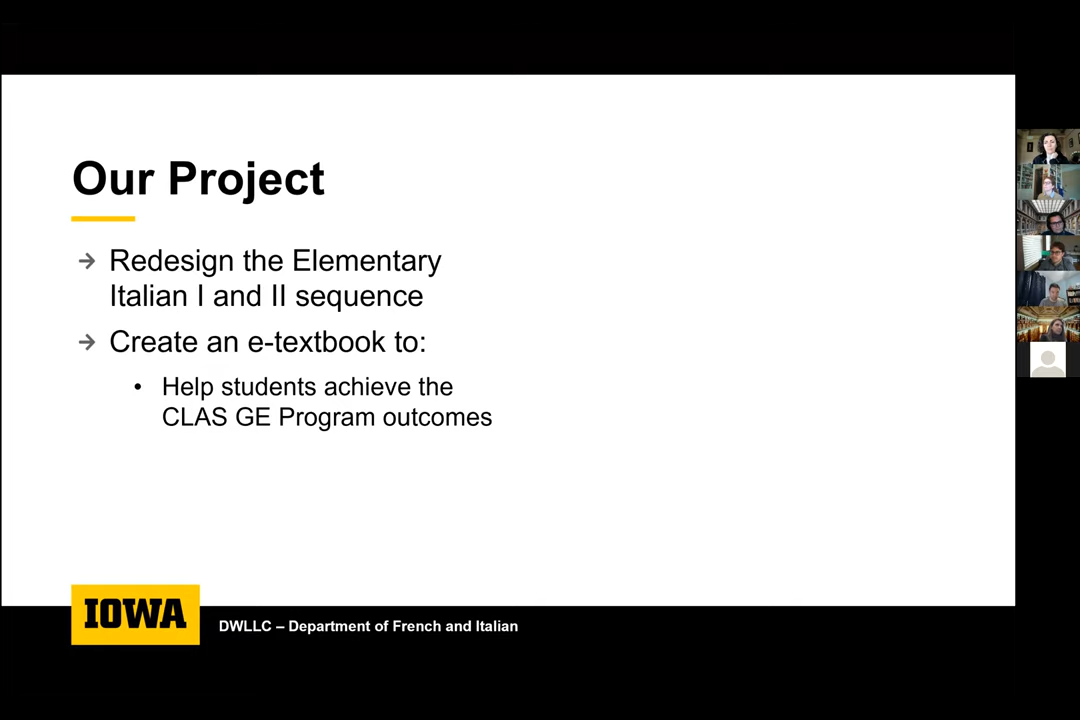 Our Project
→ Redesign the Elementary
Italian I and II sequence
→ Create an e-textbook to:
• Help students achieve the
CLAS GE Program outcomes
IOWA
DWLLC – Department of French and Italian